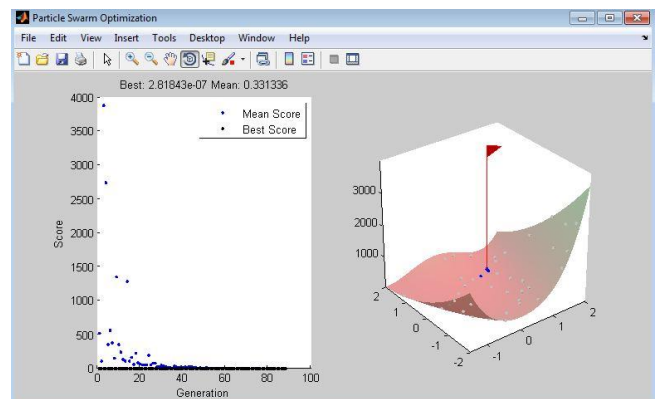 Particle Swarm Optimization
File Edit View Insert Tools Desktop Window Help
Best: 2.81843e-07 Mean: 0.331336
4000
3500
3000
2500
2000
1500
1000
500
0
Score
0 20 40 60 80 100
Generation
Mean Score
Best Score
3000
2000
1000
2
1
0
-1
-2
-1
0
1
2